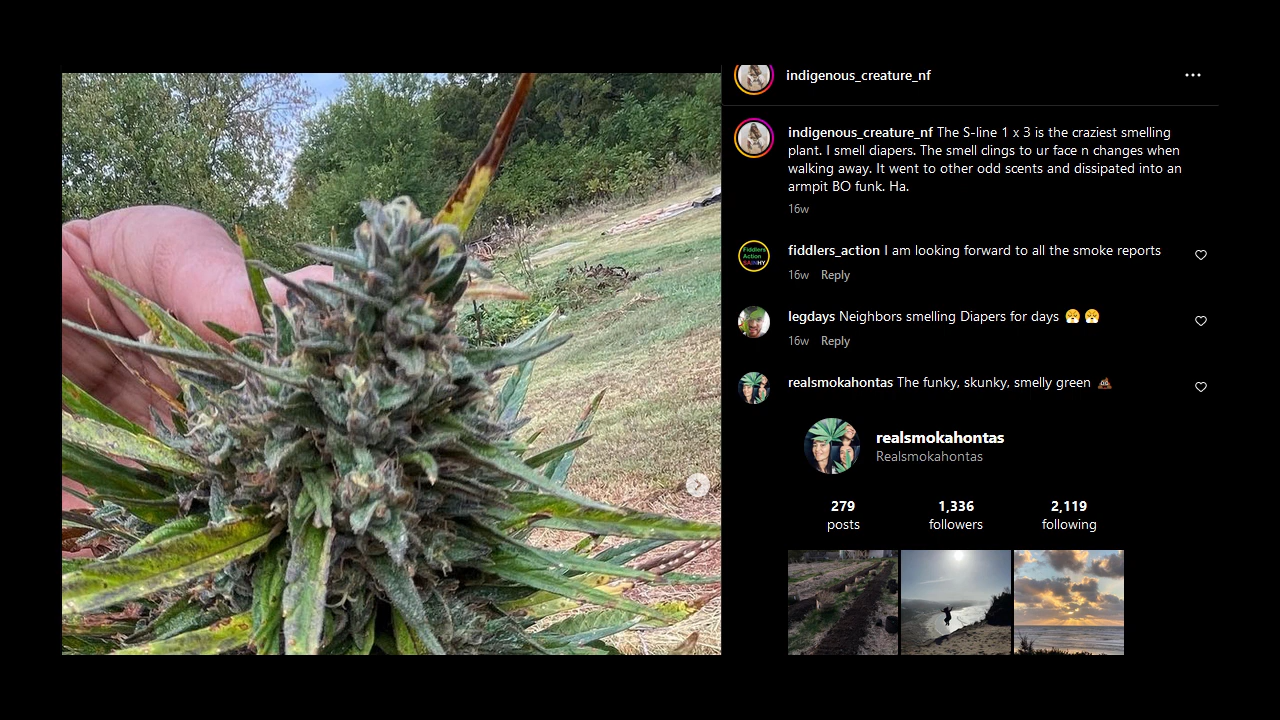 indigenous_creature_nf
indigenous_creature_nf The S-line 1 x 3 is the craziest smelling
plant. I smell diapers. The smell clings to ur face n changes when
walking away. It went to other odd scents and dissipated into an
armpit BO funk. Ha.
16w
Fiddlers
Action
SAINHY
fiddlers_action I am looking forward to all the smoke reports
16w Reply
legdays Neighbors smelling Diapers for days 😤 😤
16w Reply
realsmokahontas The funky, skunky, smelly green 💩
realsmokahontas
Realsmokahontas
279 1,336 2,119
posts followers following